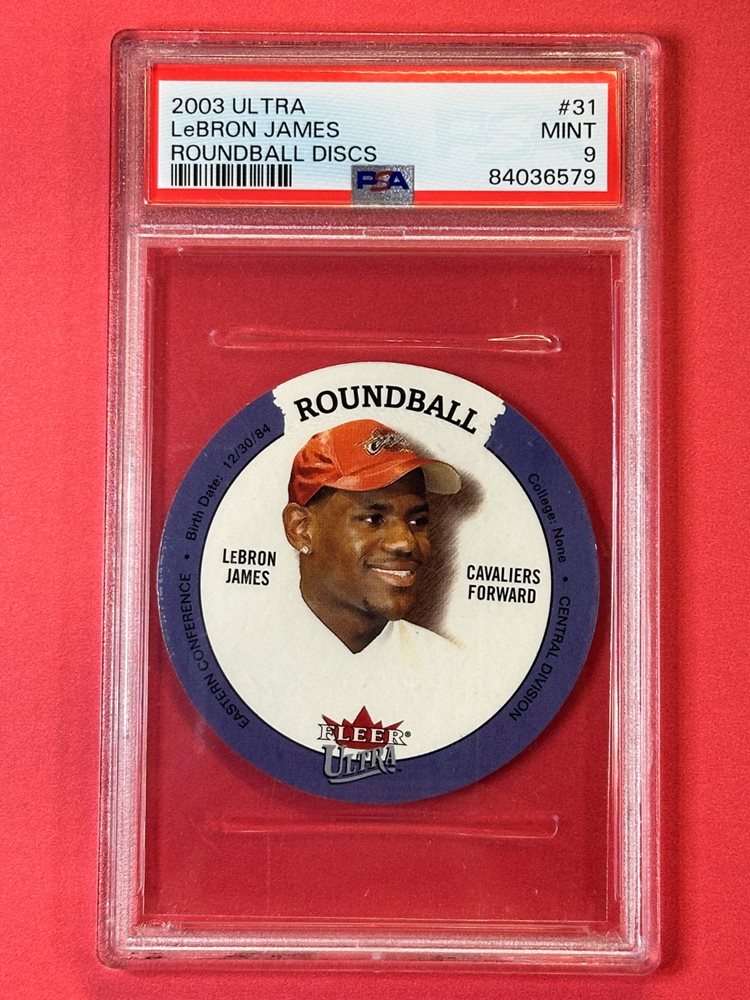 2003 ULTRA #31
LeBRON JAMES MINT
ROUNDBALL DISCS 9
PSA 84036579
ROUNDBALL
EASTERN CONFERENCE • Birth Date: 12/30/84
College: None • CENTRAL DIVISION
LEBRON
JAMES
CAVALIERS
FORWARD
FLEER®
ULTRA™